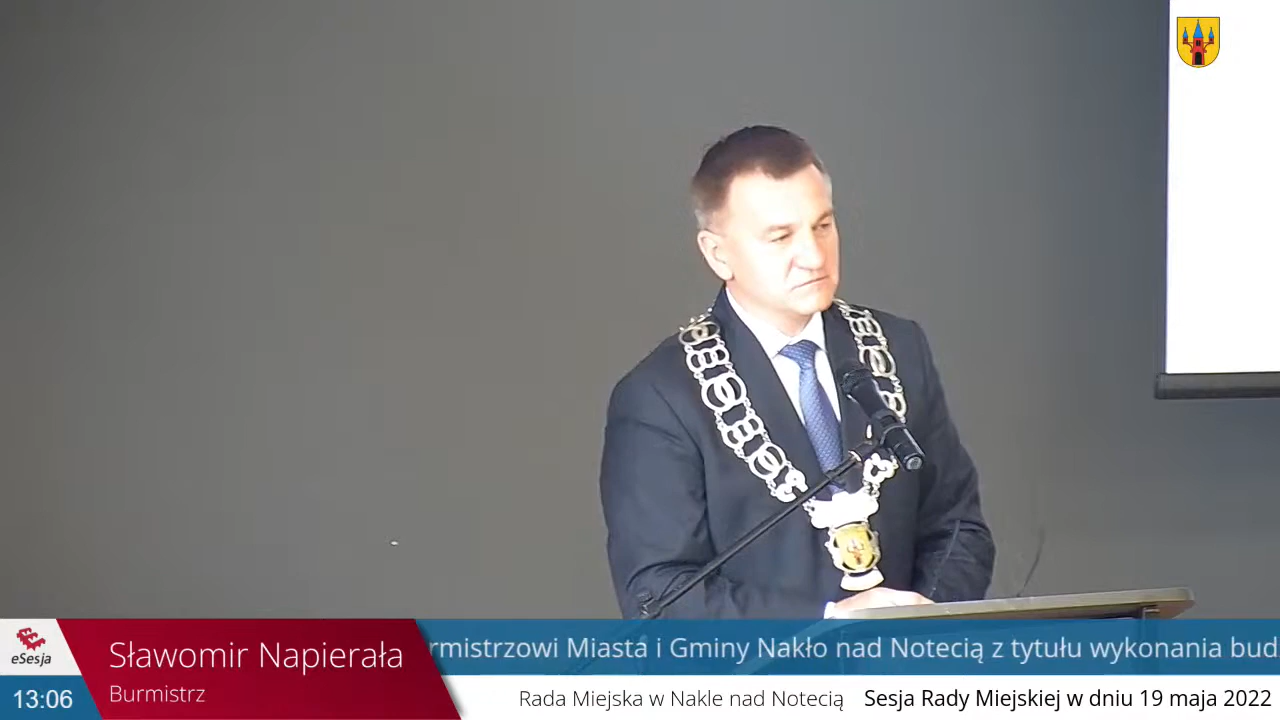 Sławomir Napierała
Burmistrz
rmistrzowi Miasta i Gminy Nakło nad Notecią z tytułu wykonania bud
eSesja
13:06
Rada Miejska w Nakle nad Notecią Sesja Rady Miejskiej w dniu 19 maja 2022